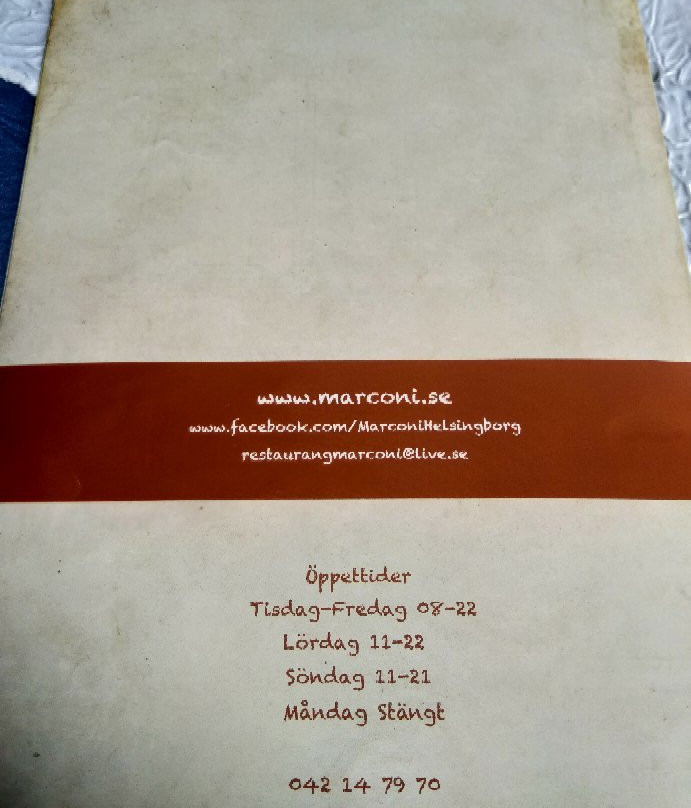 www.marconi.se
www.facebook.com/MarconiHelsingborg
restaurangmarconi@live.se
Öppettider
Tisdag-Fredag 08-22
Lördag 11-22
Söndag 11-21
Måndag Stängt
042 14 79 70